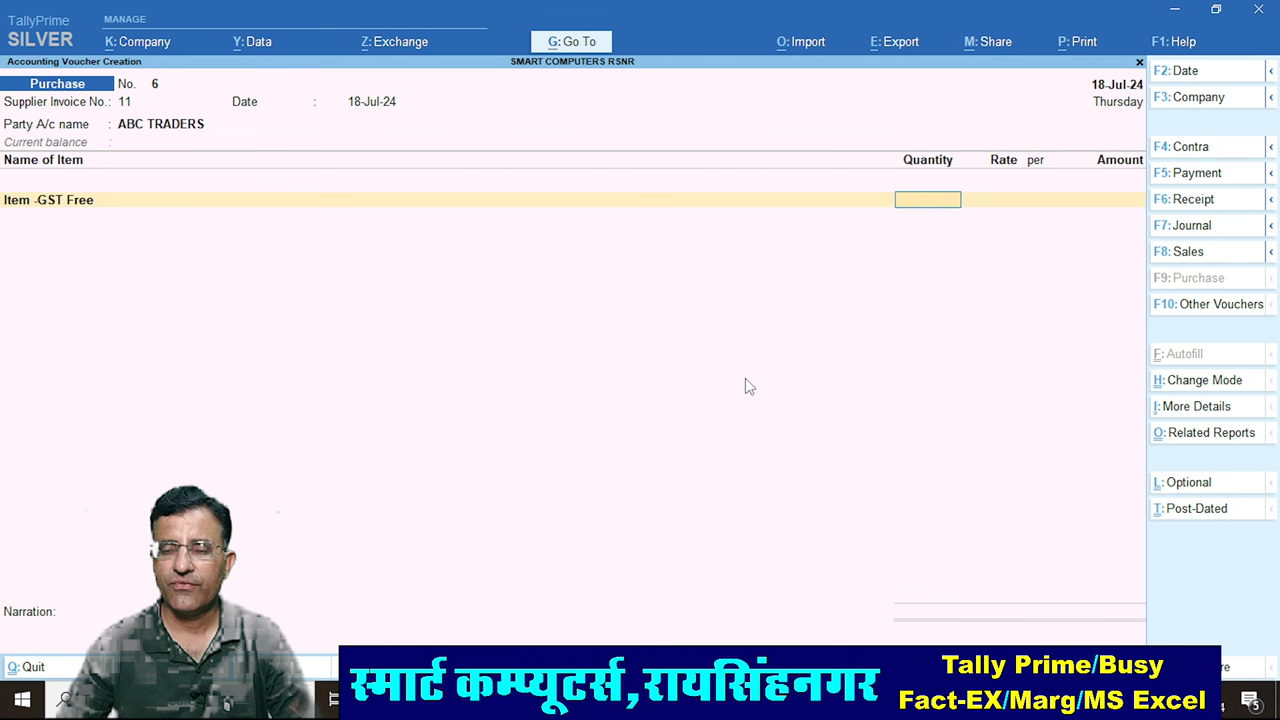 TallyPrime
SILVER
MANAGE
K: Company
Y: Data
Z: Exchange
G: Go To
O: Import
E: Export
M: Share
P: Print
F1: Help
Accounting Voucher Creation
SMART COMPUTERS RSNR
Purchase No. 6
18-Jul-24
Supplier Invoice No.: 11 Date : 18-Jul-24
Thursday
Party A/c name : ABC TRADERS
Current balance :
Name of Item Quantity Rate per Amount
Item -GST Free
F2: Date
F3: Company
F4: Contra
F5: Payment
F6: Receipt
F7: Journal
F8: Sales
F9: Purchase
F10: Other Vouchers
F: Autofill
H: Change Mode
I: More Details
O: Related Reports
L: Optional
T: Post-Dated
Narration:
Q: Quit
स्मार्ट कम्प्यूटर्स,रायसिंहनगर
Tally Prime/Busy
Fact-EX/Marg/MS Excel
5